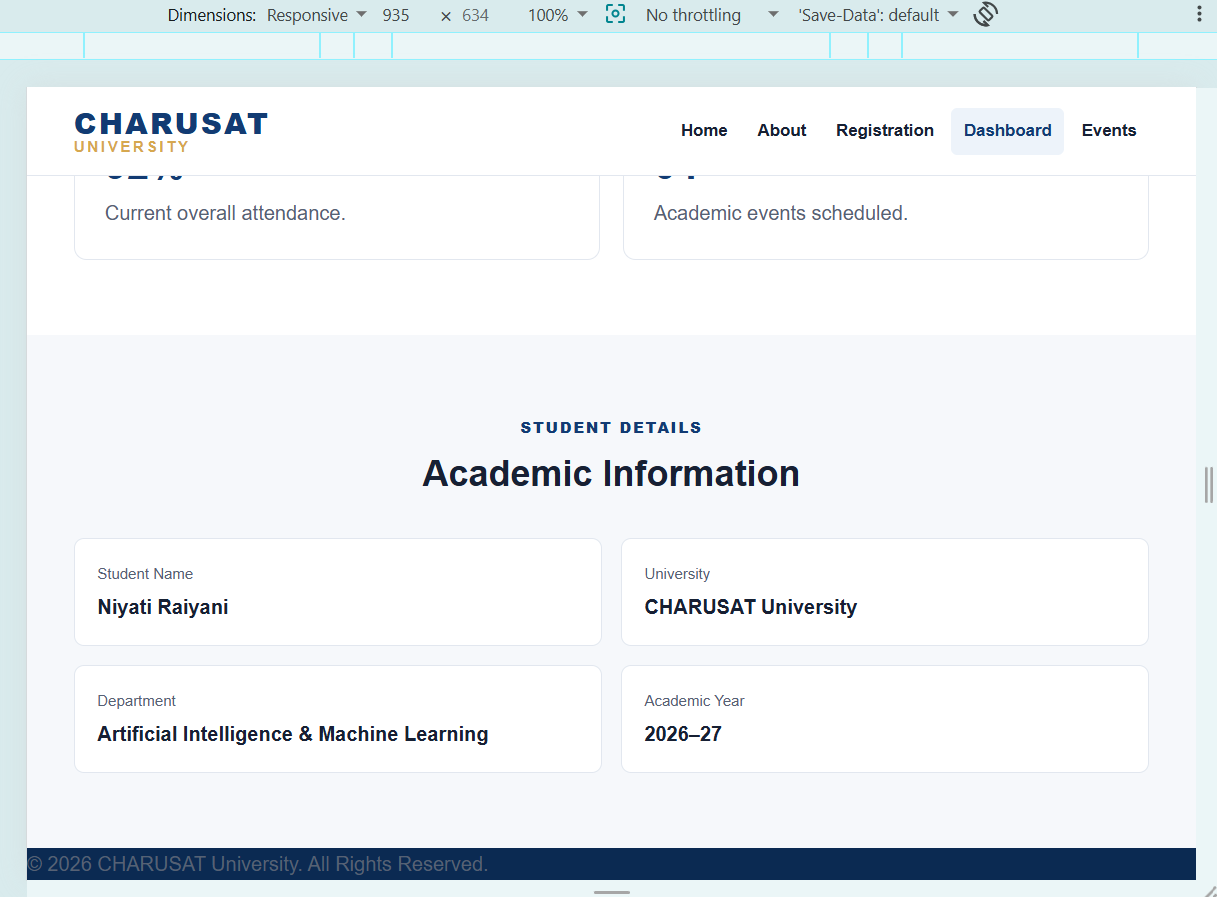 Dimensions: Responsive 935 × 634 100% No throttling 'Save-Data': default
CHARUSAT
UNIVERSITY
Home About Registration Dashboard Events
Current overall attendance. Academic events scheduled.
STUDENT DETAILS
Academic Information
Student Name University
Niyati Raiyani CHARUSAT University
Department Academic Year
Artificial Intelligence & Machine Learning 2026–27
© 2026 CHARUSAT University. All Rights Reserved.